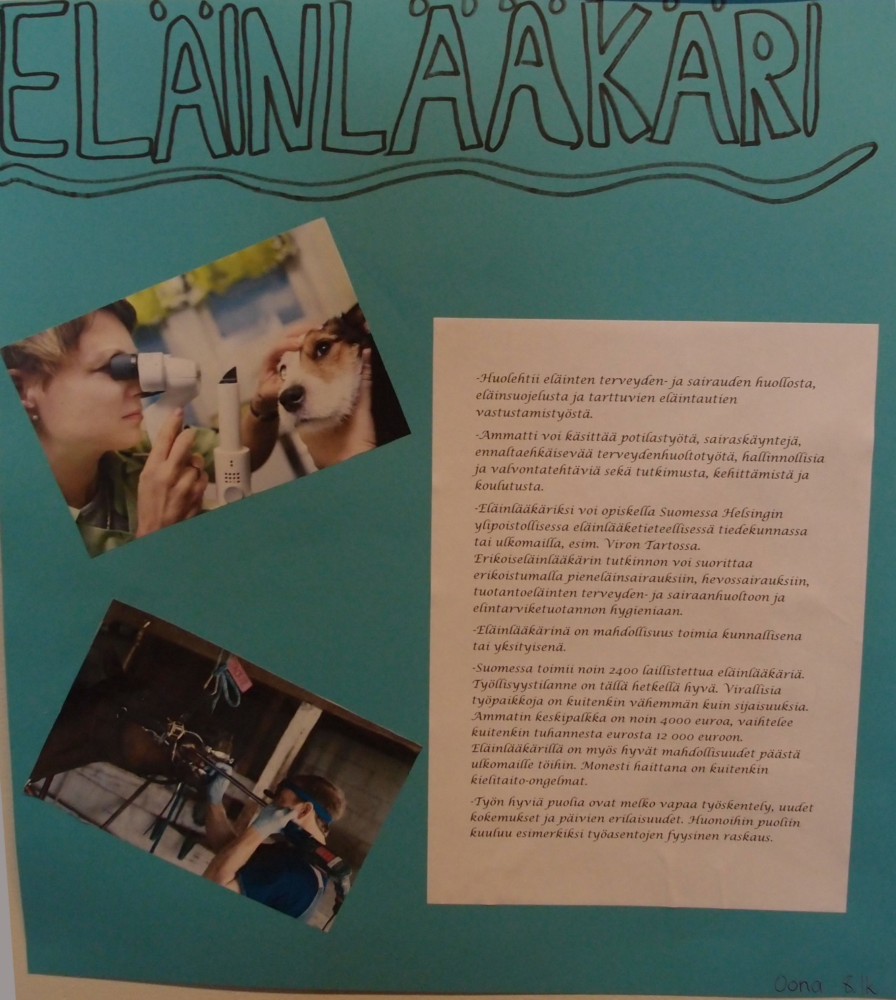 ELÄINLÄÄKÄRI
-Huolehtii eläinten terveyden- ja sairauden huollosta,
eläinsuojelusta ja tarttuvien eläintautien
vastustamistyöstä.
-Ammatti voi käsittää potilastyötä, sairaskäyntejä,
ennaltaehkäisevää terveydenhuoltotyötä, hallinnollisia
ja valvontatehtäviä sekä tutkimusta, kehittämistä ja
koulutusta.
-Eläinlääkäriksi voi opiskella Suomessa Helsingin
ylipoistollisessa eläinlääketieteellisessä tiedekunnassa
tai ulkomailla, esim. Viron Tartossa.
Erikoiseläinlääkärin tutkinnon voi suorittaa
erikoistumalla pieneläinsairauksiin, hevossairauksiin,
tuotantoeläinten terveyden- ja sairaanhuoltoon ja
elintarviketuotannon hygieniaan.
-Eläinlääkärinä on mahdollisuus toimia kunnallisena
tai yksityisenä.
-Suomessa toimii noin 2400 laillistettua eläinlääkäriä.
Työllisyystilanne on tällä hetkellä hyvä. Virallisia
työpaikkoja on kuitenkin vähemmän kuin sijaisuuksia.
Ammatin keskipalkka on noin 4000 euroa, vaihtelee
kuitenkin tuhannesta eurosta 12 000 euroon.
Eläinlääkärillä on myös hyvät mahdollisuudet päästä
ulkomaille töihin. Monesti haittana on kuitenkin
kielitaito-ongelmat.
-Työn hyviä puolia ovat melko vapaa työskentely, uudet
kokemukset ja päivien erilaisuudet. Huonoihin puoliin
kuuluu esimerkiksi työasentojen fyysinen raskaus.
Oona 8.lk